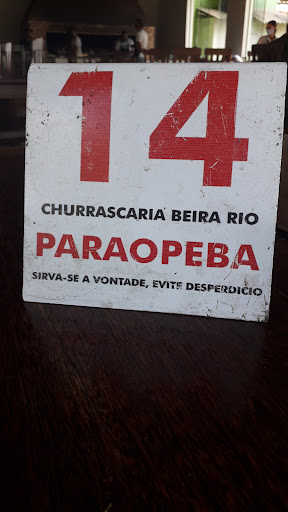 14
CHURRASCARIA BEIRA RIO
PARAOPEBA
SIRVA-SE A VONTADE, EVITE DESPERDICIO